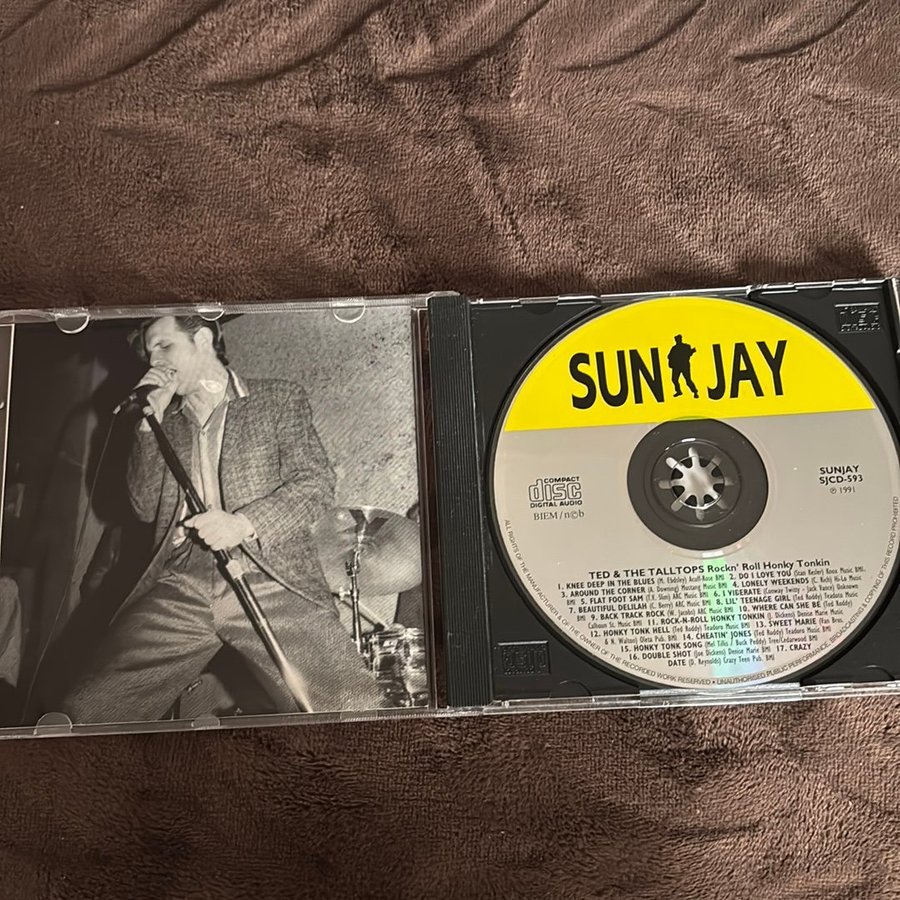 SUN JAY
COMPACT
disc
DIGITAL AUDIO
BIEM / n©b
SUNJAY
SJCD-593
℗ 1991
TED & THE TALLTOPS Rockn' Roll Honky Tonkin
1. KNEE DEEP IN THE BLUES (M. Endsley) Acuff-Rose BMI 2. DO I LOVE YOU (Stan Kesler) Knox Music BMI.
3. AROUND THE CORNER (A. Downing) Mustang Music BMI 4. LONELY WEEKENDS (C. Rich) Hi-Lo Music
BMI 5. FLAT FOOT SAM (T.V. Slim) ARC Music BMI 6. I VIBERATE (Conway Twitty - Jack Vance) Unknown
7. BEAUTIFUL DELILAH (C. Berry) ARC Music BMI 8. LIL' TEENAGE GIRL (Ted Roddy) Teadora Music
BMI 9. BACK TRACK ROCK (W. Jacobs) ARC Music BMI 10. WHERE CAN SHE BE (Ted Roddy)
Calhoun St. Music BMI 11. ROCK-N-ROLL HONKY TONKIN (J. Dickens) Denise Marie Music
12. HONKY TONK HELL (Ted Roddy) Teadoro Music BMI 13. SWEET MARIE (Van Bros.
& N. Walton) Oleta Pub. BMI 14. CHEATIN' JONES (Ted Roddy) Teadoro Music BMI
15. HONKY TONK SONG (Mel Tillis / Buck Peddy) Tree/Cedarwood BMI
16. DOUBLE SHOT (Joe Dickens) Denise Marie BMI 17. CRAZY
DATE (D. Reynolds) Crazy Teen Pub. BMI
ALL RIGHTS OF THE MANUFACTURER & OF THE OWNER OF THE RECORDED WORK RESERVED • UNAUTHORISED PUBLIC PERFORMANCE, BROADCASTING & COPYING OF THIS RECORD PROHIBITED